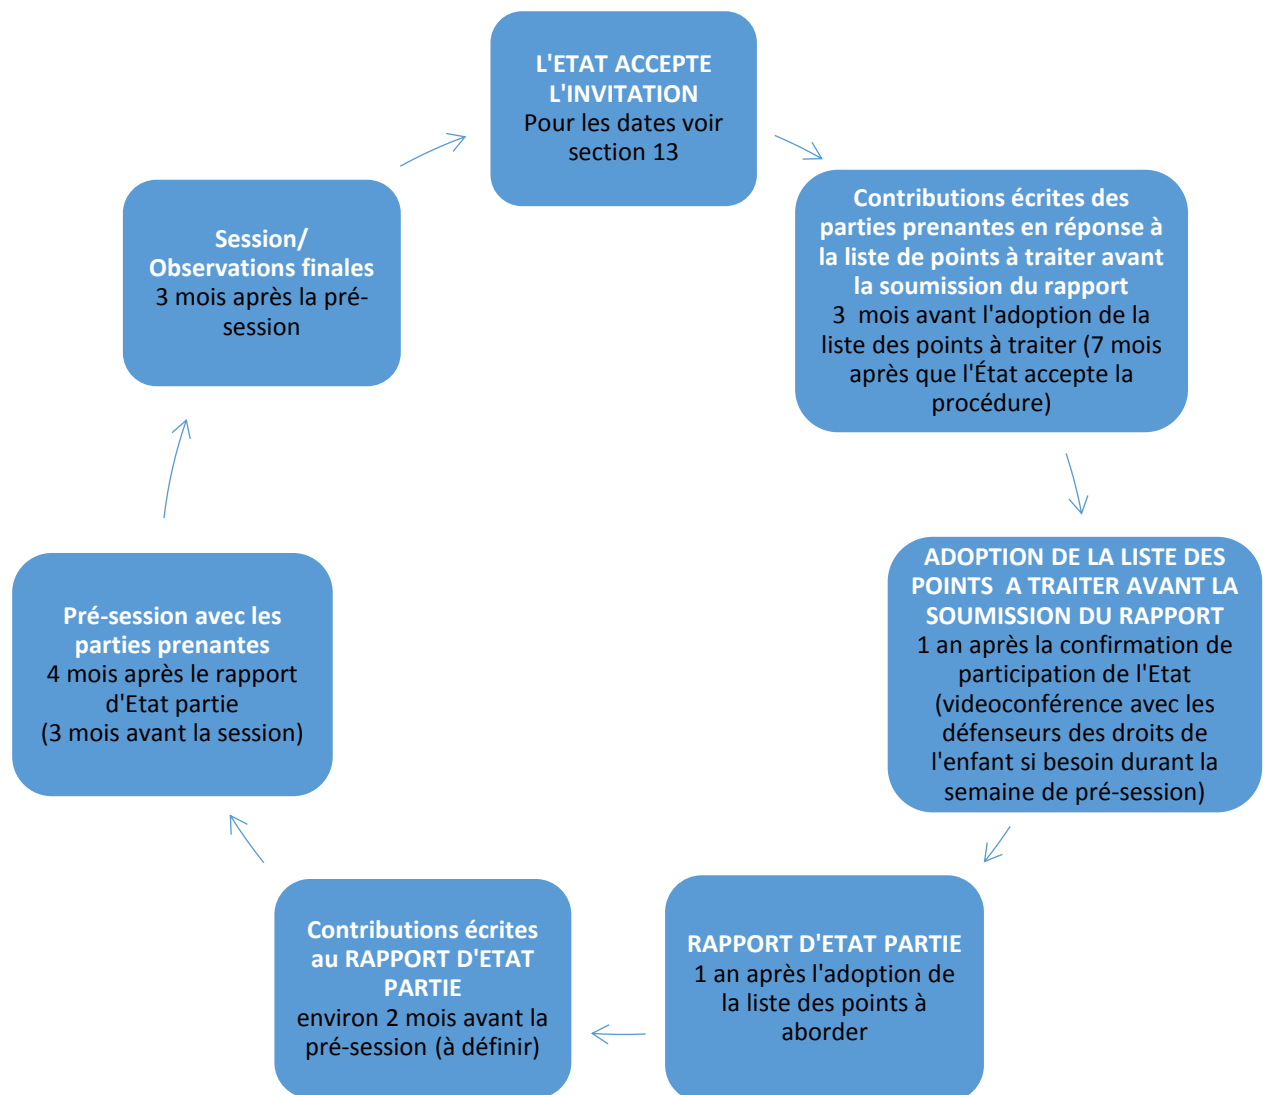 L'ETAT ACCEPTE
L'INVITATION
Pour les dates voir
section 13
Contributions écrites des
parties prenantes en réponse à
la liste de points à traiter avant
la soumission du rapport
3 mois avant l'adoption de la
liste des points à traiter (7 mois
après que l'État accepte la
procédure)
ADOPTION DE LA LISTE DES
POINTS A TRAITER AVANT LA
SOUMISSION DU RAPPORT
1 an après la confirmation de
participation de l'Etat
(videoconférence avec les
défenseurs des droits de
l'enfant si besoin durant la
semaine de pré-session)
RAPPORT D'ETAT PARTIE
1 an après l'adoption de
la liste des points à
aborder
Contributions écrites
au RAPPORT D'ETAT
PARTIE
environ 2 mois avant la
pré-session (à définir)
Pré-session avec les
parties prenantes
4 mois après le rapport
d'Etat partie
(3 mois avant la session)
Session/
Observations finales
3 mois après la pré-
session